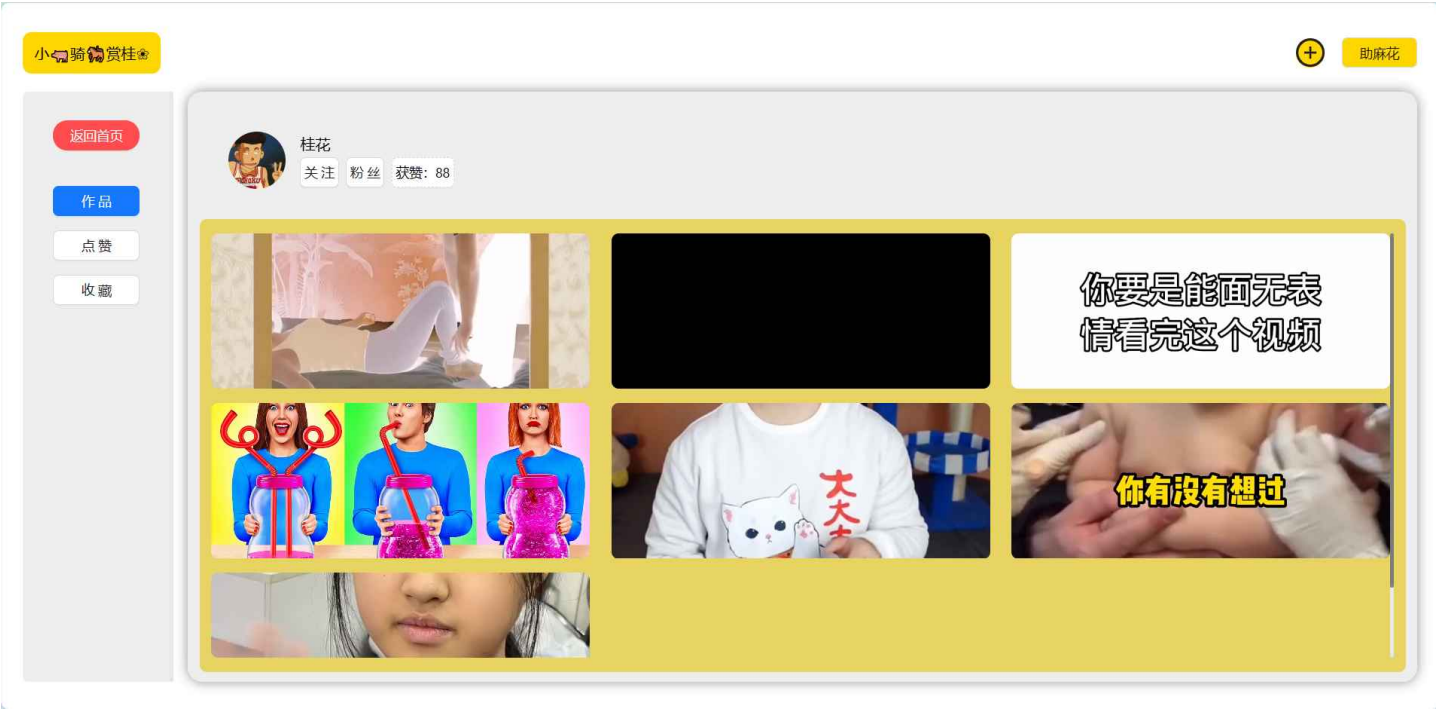 小🐖骑🐎赏桂❀
助麻花
返回首页
作品
点赞
收藏
桂花
关注 粉丝 获赞：88
你要是能面无表
情看完这个视频
大
大
你有没有想过